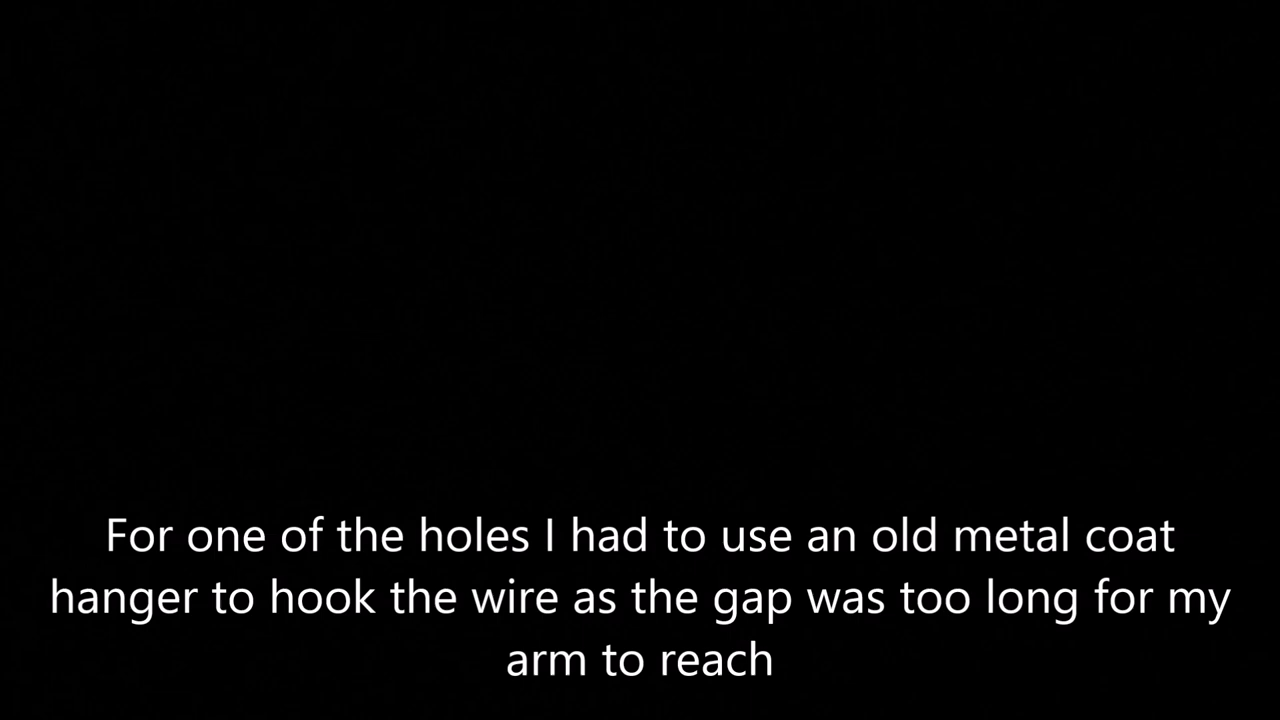 For one of the holes I had to use an old metal coat
hanger to hook the wire as the gap was too long for my
arm to reach